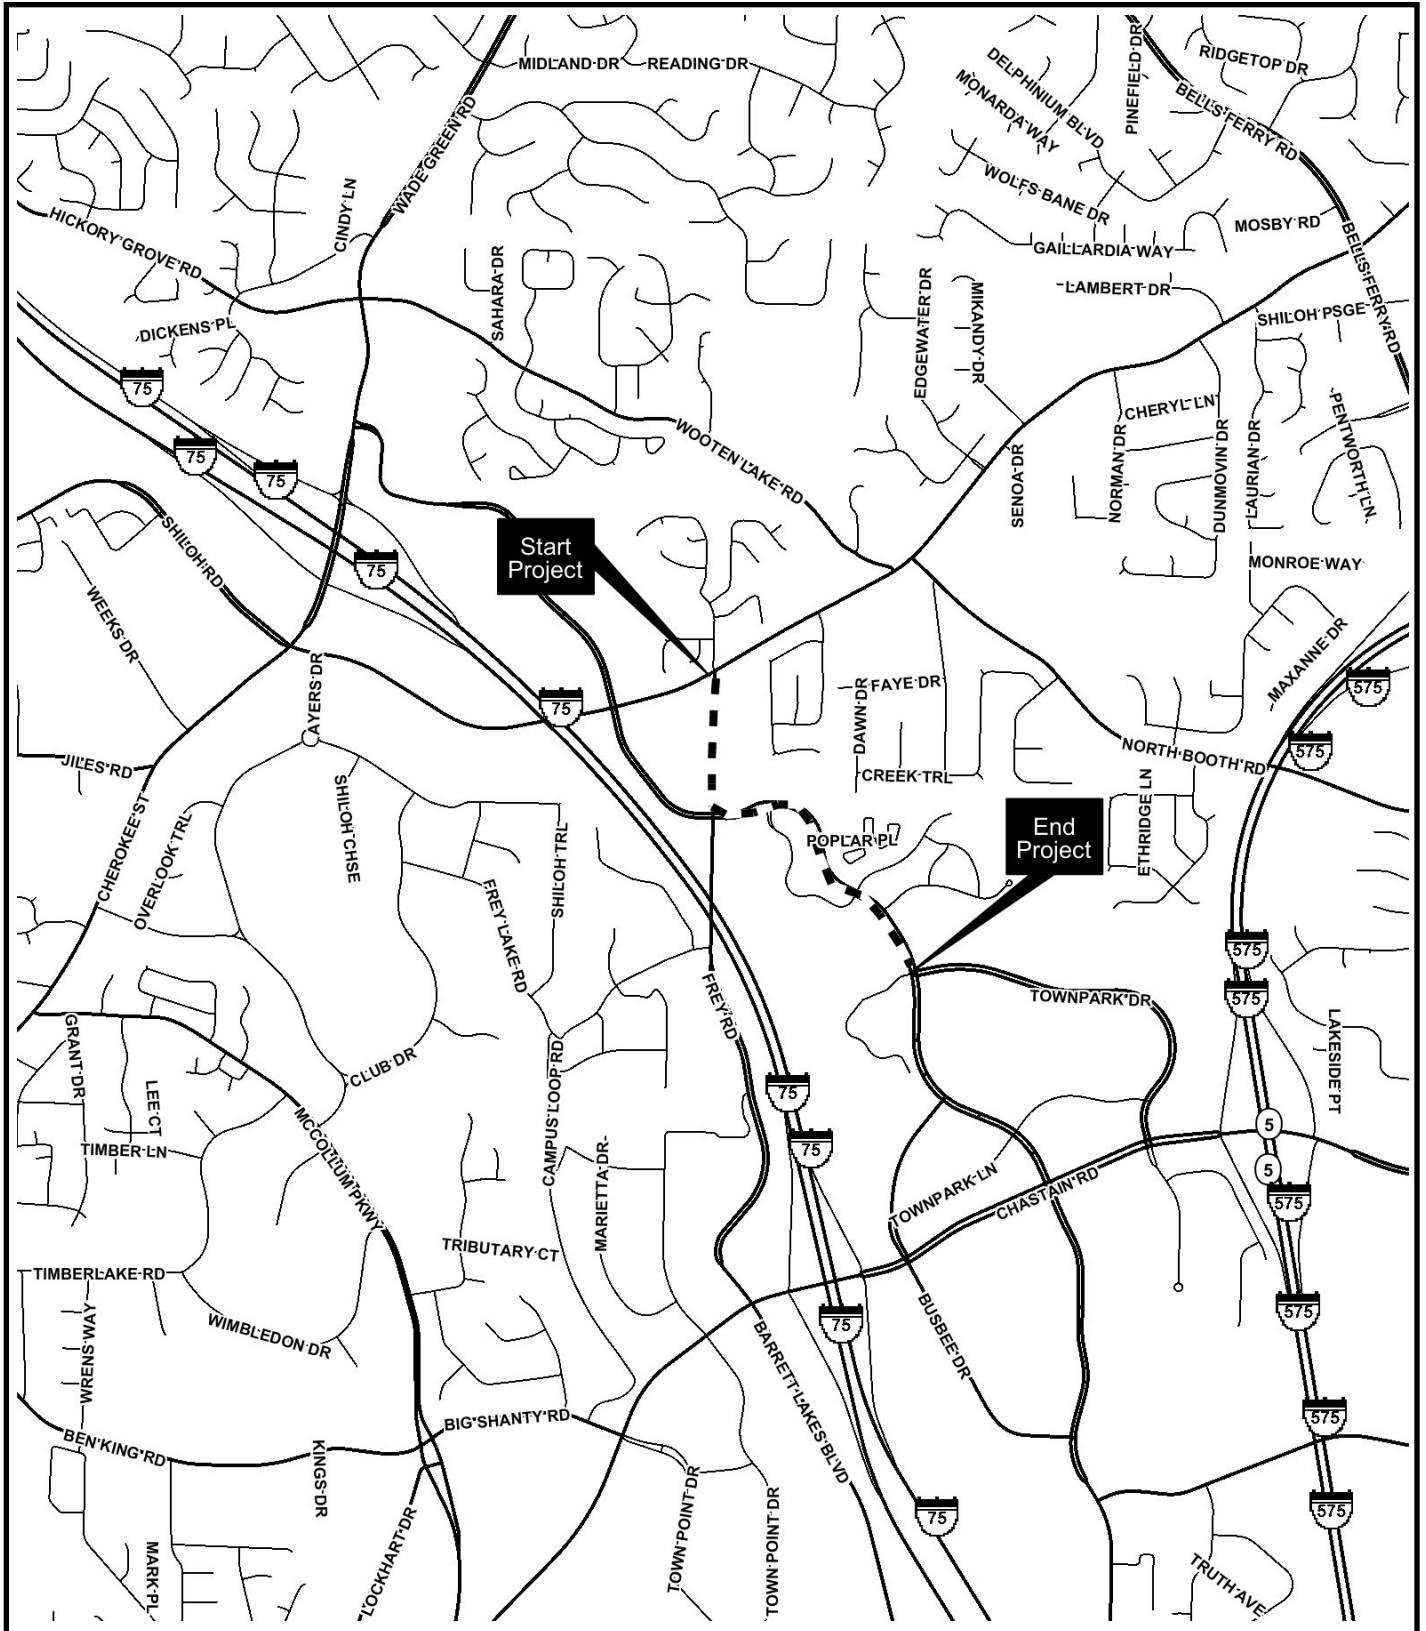 MIDLAND DR
READING DR
DELPHINIUM BLVD
MONARDA WAY
PINEFIELD DR
RIDGETOP DR
BELLS FERRY RD
WADE GREEN RD
CINDY LN
HICKORY GROVE RD
WOLFS BANE DR
MOSBY RD
GAILLARDIA WAY
BELLS FERRY RD
SAHARA DR
EDGEWATER DR
MIKANDY DR
LAMBERT DR
SHILOH PSGE
DICKENS PL
75
CHERYL LN
PENTWORTH LN
WOOTEN LAKE RD
75
75
SENOA DR
NORMAN DR
DUNMOVIN DR
LAURIAN DR
SHILOH RD
Start
Project
75
MONROE WAY
WEEKS DR
MAXANNE DR
AYERS DR
75
DAWN DR
FAYE DR
575
JILES RD
NORTH BOOTH RD
575
CREEK TRL
SHILOH CHSE
CHEROKEE ST
OVERLOOK TRL
SHILOH TRL
POPLAR PL
End
Project
ETHRIDGE LN
FREY LAKE RD
575
FREY RD
TOWNPARK DR
575
GRANT DR
LAKESIDE PT
LEE CT
CLUB DR
CAMPUS LOOP RD
75
5
TIMBER LN
MCCOLLUM PKWY
MARIETTA DR
75
5
TOWNPARK LN
CHASTAIN RD
575
TRIBUTARY CT
TIMBERLAKE RD
WRENS WAY
WIMBLEDON DR
75
BUSBEE DR
575
BARRETT LAKES BLVD
BIG SHANTY RD
575
BEN KING RD
KINGS DR
LOCKHART DR
TOWN POINT DR
TOWN POINT DR
75
575
MARK PL
TRUTH AVE